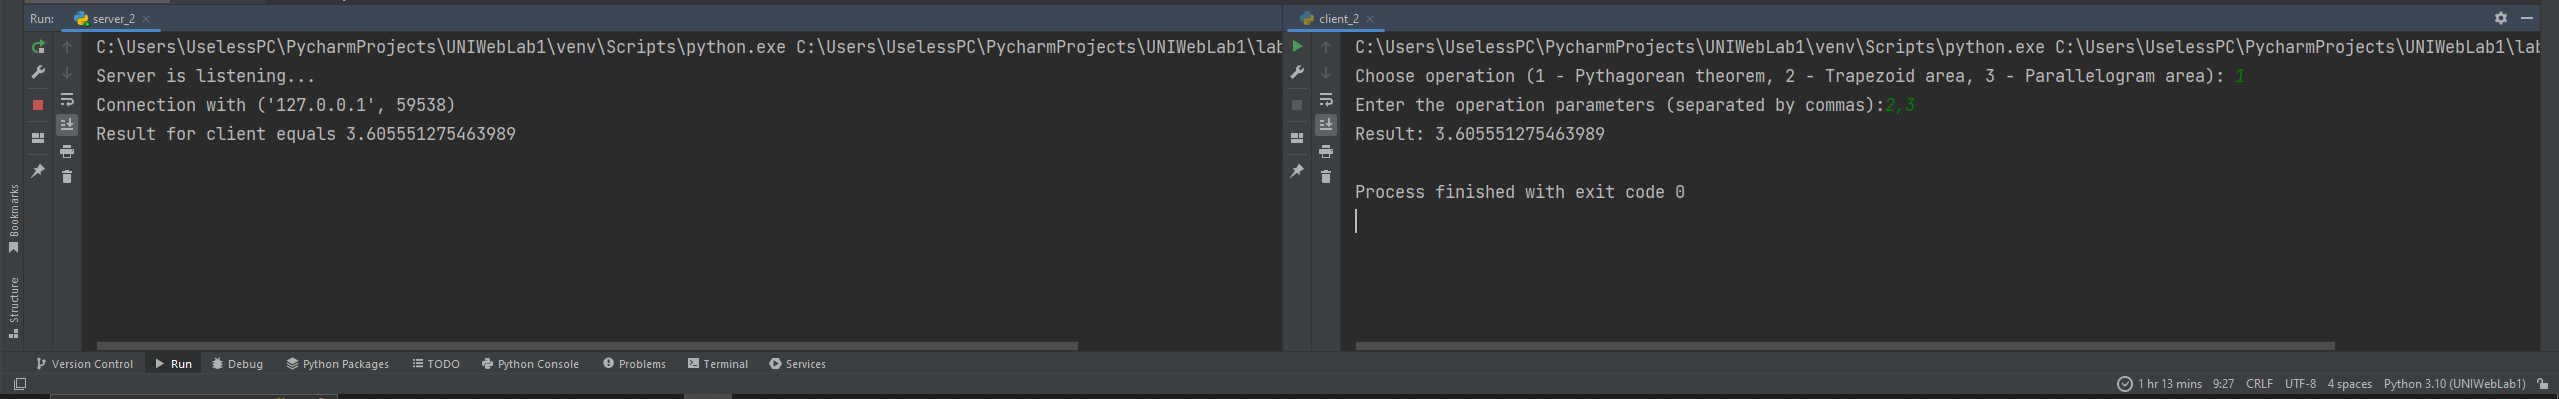 Run: server_2
C:\Users\UselessPC\PycharmProjects\UNIWebLab1\venv\Scripts\python.exe C:\Users\UselessPC\PycharmProjects\UNIWebLab1\lab
Server is listening...
Connection with ('127.0.0.1', 59538)
Result for client equals 3.605551275463989
client_2
C:\Users\UselessPC\PycharmProjects\UNIWebLab1\venv\Scripts\python.exe C:\Users\UselessPC\PycharmProjects\UNIWebLab1\lab
Choose operation (1 - Pythagorean theorem, 2 - Trapezoid area, 3 - Parallelogram area): 1
Enter the operation parameters (separated by commas):2,3
Result: 3.605551275463989
Process finished with exit code 0
Bookmarks
Structure
Version Control Run Debug Python Packages TODO Python Console Problems Terminal Services
1 hr 13 mins 9:27 CRLF UTF-8 4 spaces Python 3.10 (UNIWebLab1)